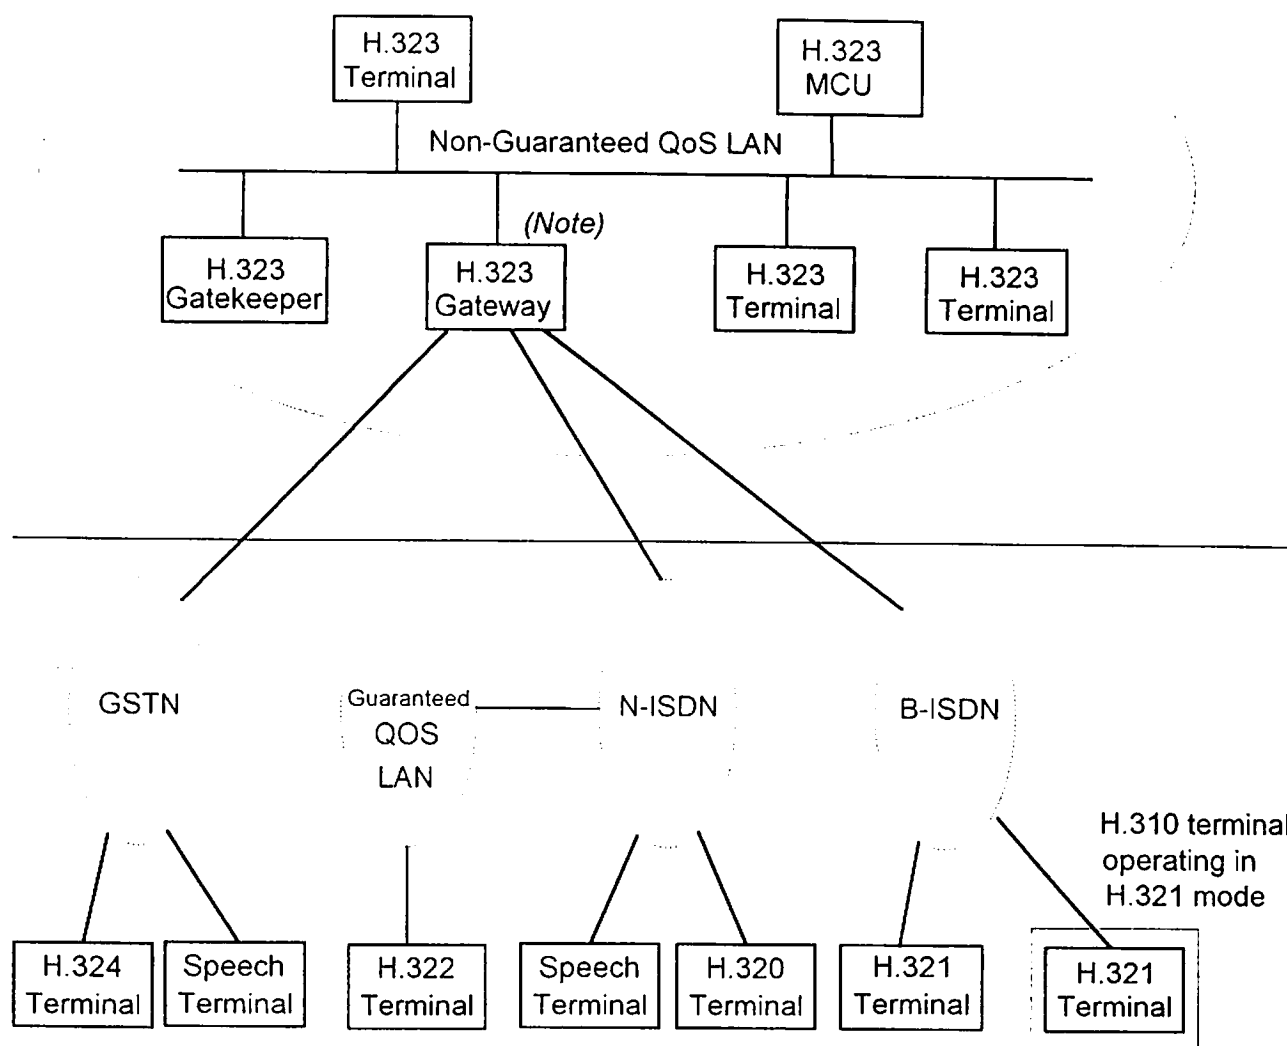 H.323
Terminal
H.323
MCU
Non-Guaranteed QoS LAN
(Note)
H.323
Gatekeeper
H.323
Gateway
H.323
Terminal
H.323
Terminal
GSTN
Guaranteed
QOS
LAN
N-ISDN
B-ISDN
H.310 terminal
operating in
H.321 mode
H.324
Terminal
Speech
Terminal
H.322
Terminal
Speech
Terminal
H.320
Terminal
H.321
Terminal
H.321
Terminal